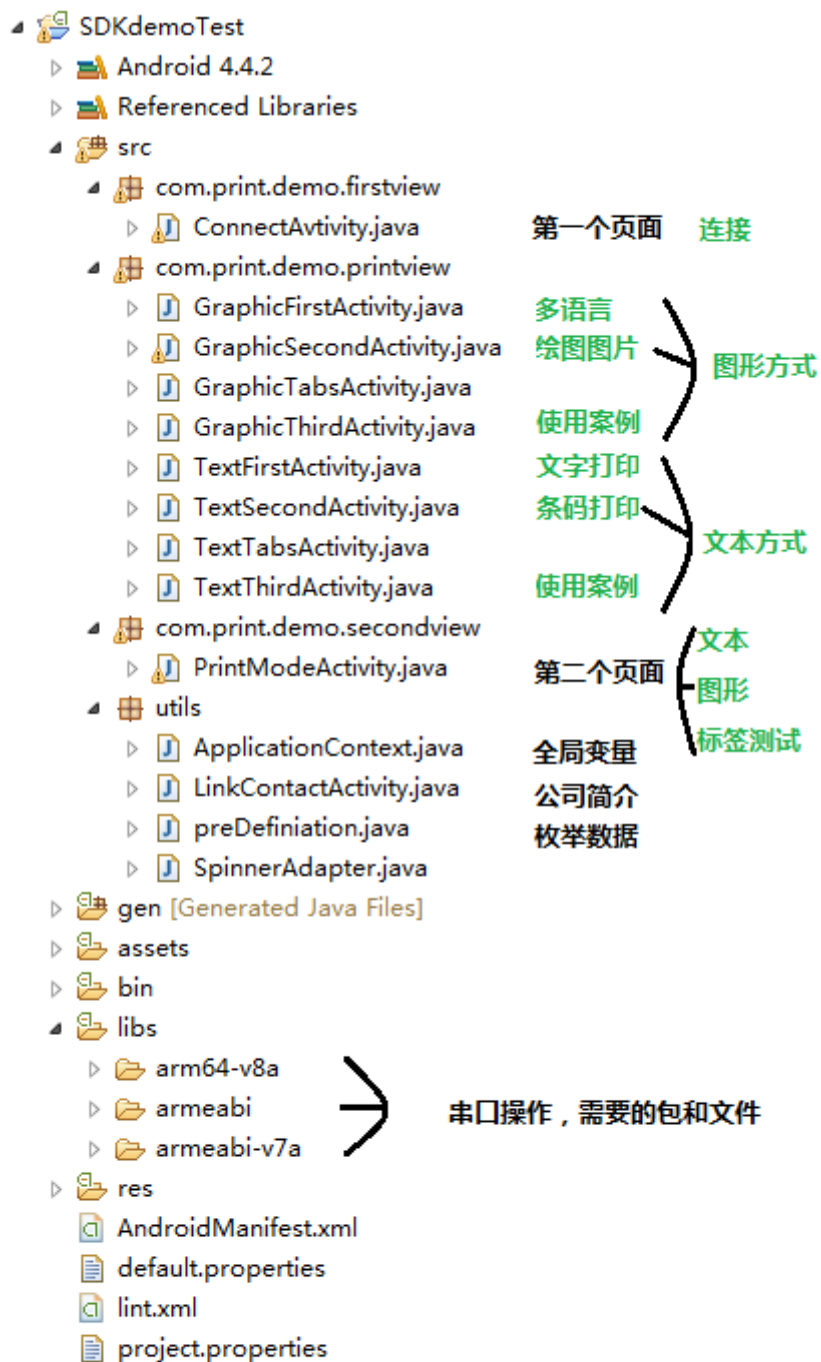 SDKdemoTest
Android 4.4.2
Referenced Libraries
src
com.print.demo.firstview
ConnectAvtivity.java 第一个页面 连接
com.print.demo.printview
GraphicFirstActivity.java 多语言
GraphicSecondActivity.java 绘图图片
图形方式
GraphicTabsActivity.java
GraphicThirdActivity.java 使用案例
TextFirstActivity.java 文字打印
TextSecondActivity.java 条码打印
TextTabsActivity.java 文本方式
TextThirdActivity.java 使用案例
com.print.demo.secondview 文本
PrintModeActivity.java 第二个页面
图形
utils
标签测试
ApplicationContext.java 全局变量
LinkContactActivity.java 公司简介
preDefiniation.java 枚举数据
SpinnerAdapter.java
gen [Generated Java Files]
assets
bin
libs
arm64-v8a
armeabi 串口操作，需要的包和文件
armeabi-v7a
res
AndroidManifest.xml
default.properties
lint.xml
project.properties